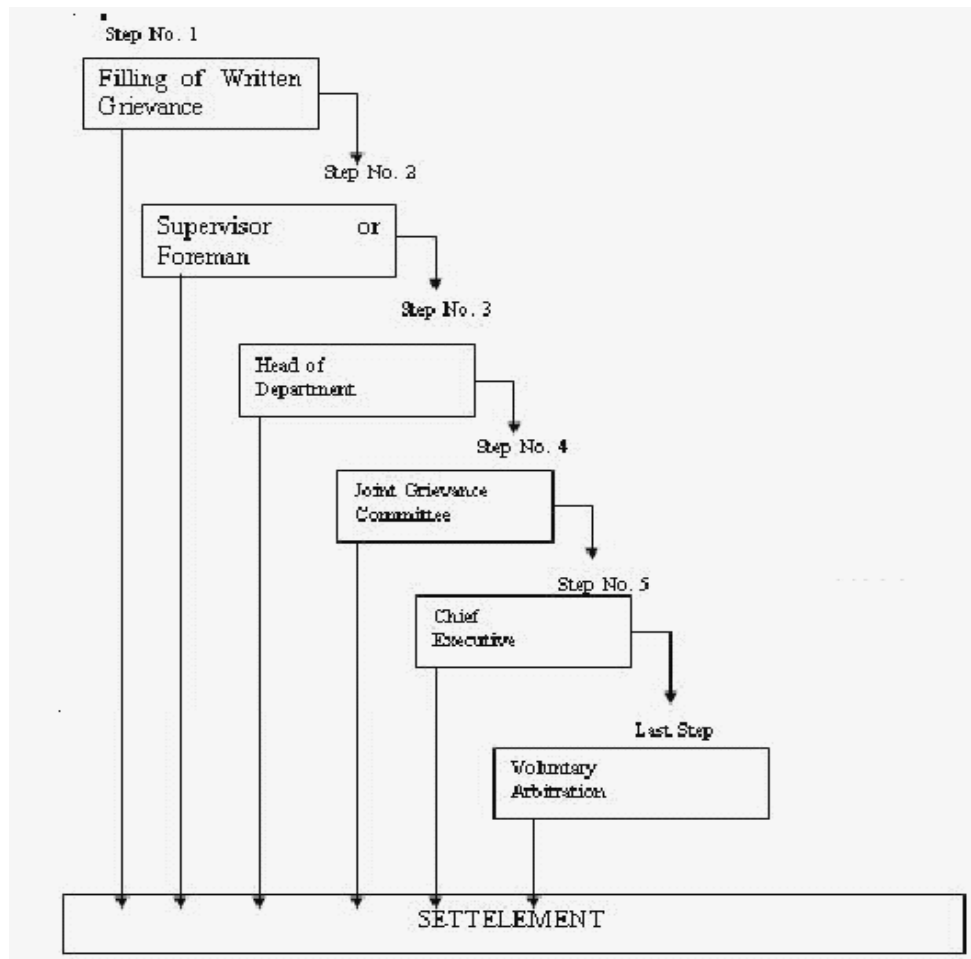 Step No. 1
Filling of Written
Grievance
Step No. 2
Supervisor or
Foreman
Step No. 3
Head of
Department
Step No. 4
Joint Grievance
Committee
Step No. 5
Chief
Executive
Last Step
Voluntary
Arbitration
SETTELEMENT